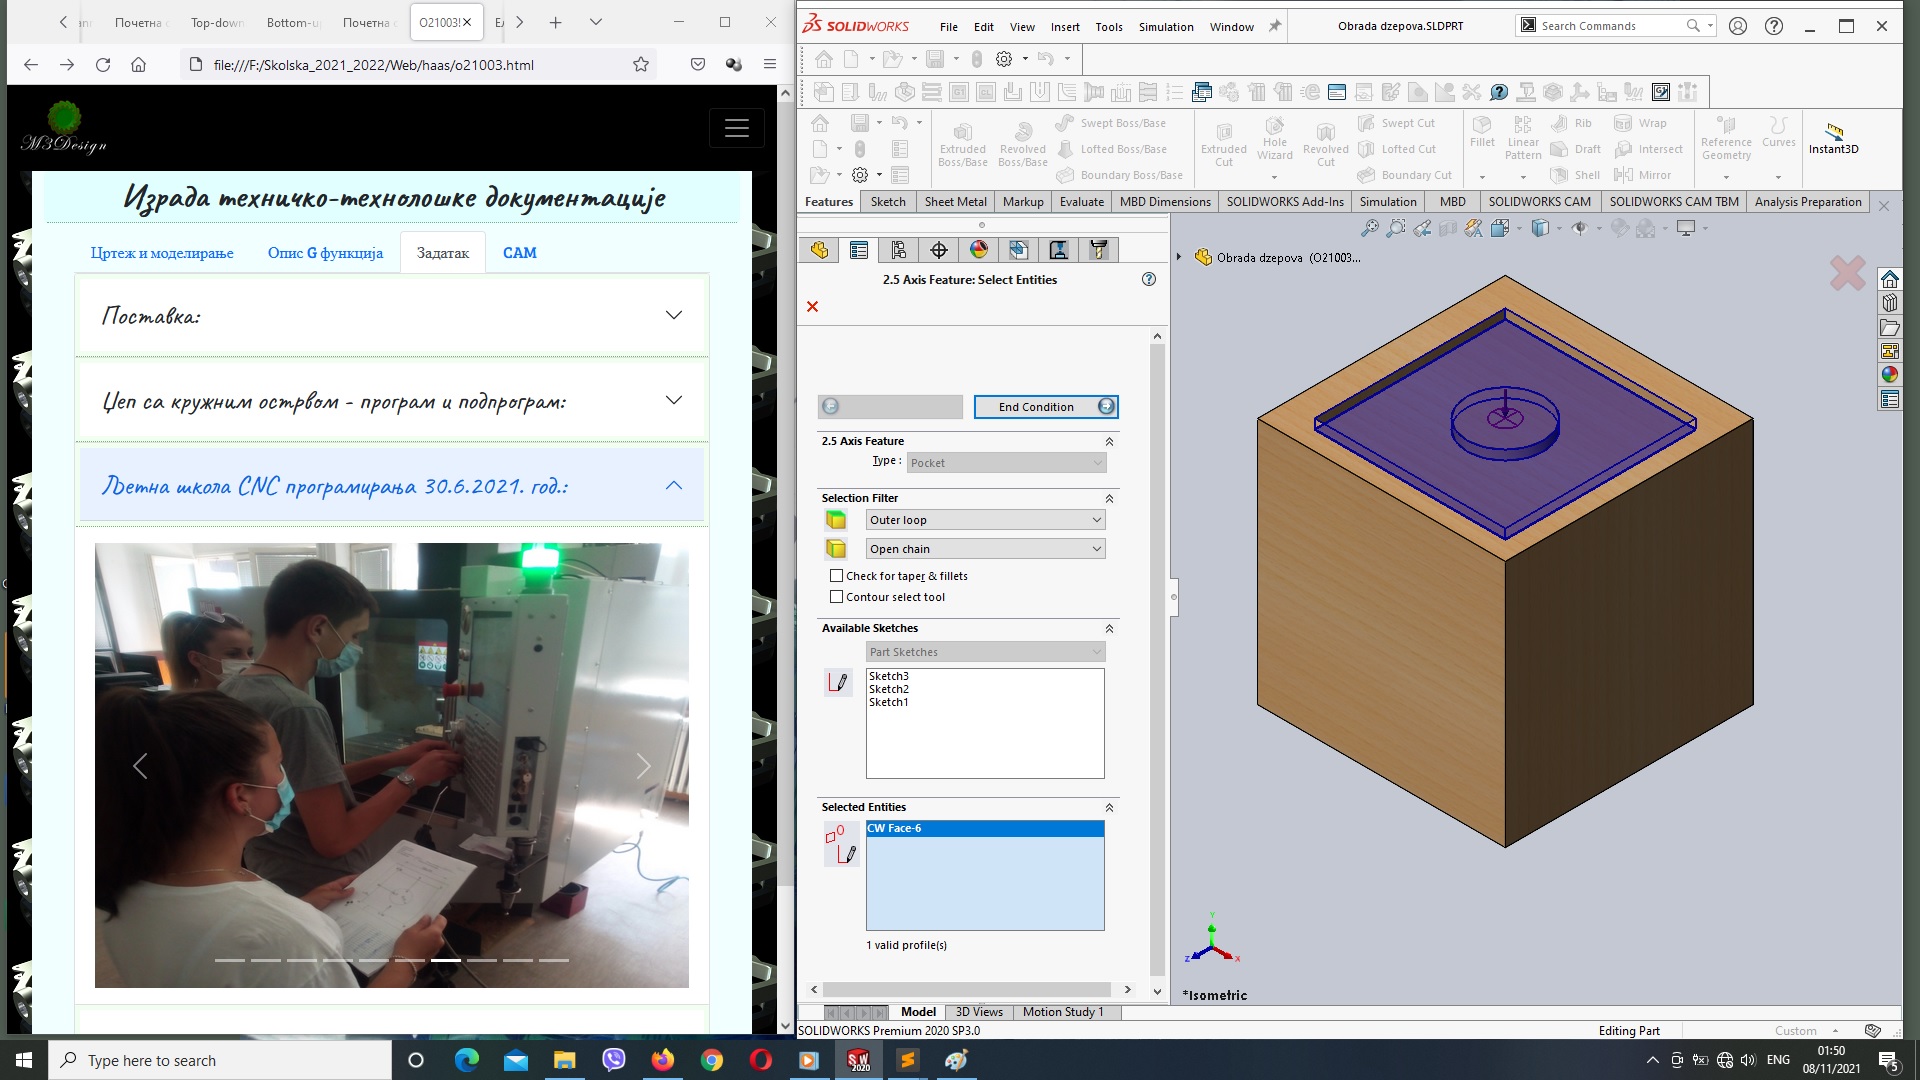 Почетна
Top-down
Bottom-u
Почетна
O21003!
file:///F:/Skolska_2021_2022/Web/haas/o21003.html
M3Design
Израда техничко-технолошке документације
Цртеж и моделирање
Опис G функција
Задатак
CAM
Поставка:
Џеп са кружним острвом - програм и подпрограм:
Љетна школа CNC програмирања 30.6.2021. год.:
SOLIDWORKS
File
Edit
View
Insert
Tools
Simulation
Window
Obrada dzepova.SLDPRT
Search Commands
Extruded Boss/Base
Revolved Boss/Base
Swept Boss/Base
Lofted Boss/Base
Boundary Boss/Base
Extruded Cut
Hole Wizard
Revolved Cut
Swept Cut
Lofted Cut
Boundary Cut
Fillet
Linear Pattern
Rib
Draft
Shell
Wrap
Intersect
Mirror
Reference Geometry
Curves
Instant3D
Features
Sketch
Sheet Metal
Markup
Evaluate
MBD Dimensions
SOLIDWORKS Add-Ins
Simulation
MBD
SOLIDWORKS CAM
SOLIDWORKS CAM TBM
Analysis Preparation
2.5 Axis Feature: Select Entities
End Condition
2.5 Axis Feature
Type :
Pocket
Selection Filter
Outer loop
Open chain
Check for taper & fillets
Contour select tool
Available Sketches
Part Sketches
Sketch3
Sketch2
Sketch1
Selected Entities
CW Face-6
1 valid profile(s)
Obrada dzepova (O21003...
Y
Z
X
*Isometric
Model
3D Views
Motion Study 1
SOLIDWORKS Premium 2020 SP3.0
Editing Part
Custom
Type here to search
SW
2020
ENG
01:50
08/11/2021
5